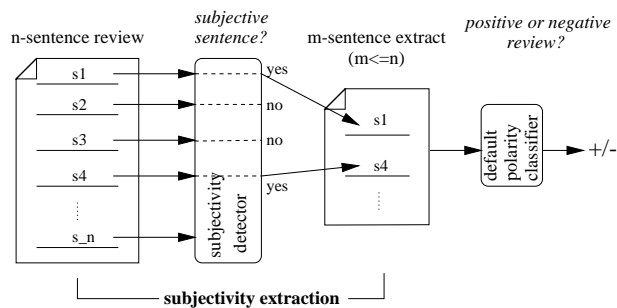 n-sentence review
s1
s2
s3
s4
s_n
subjective
sentence?
subjectivity
detector
yes
no
no
yes
m-sentence extract
(m<=n)
s1
s4
positive or negative
review?
default
polarity
classifier
+/-
subjectivity extraction